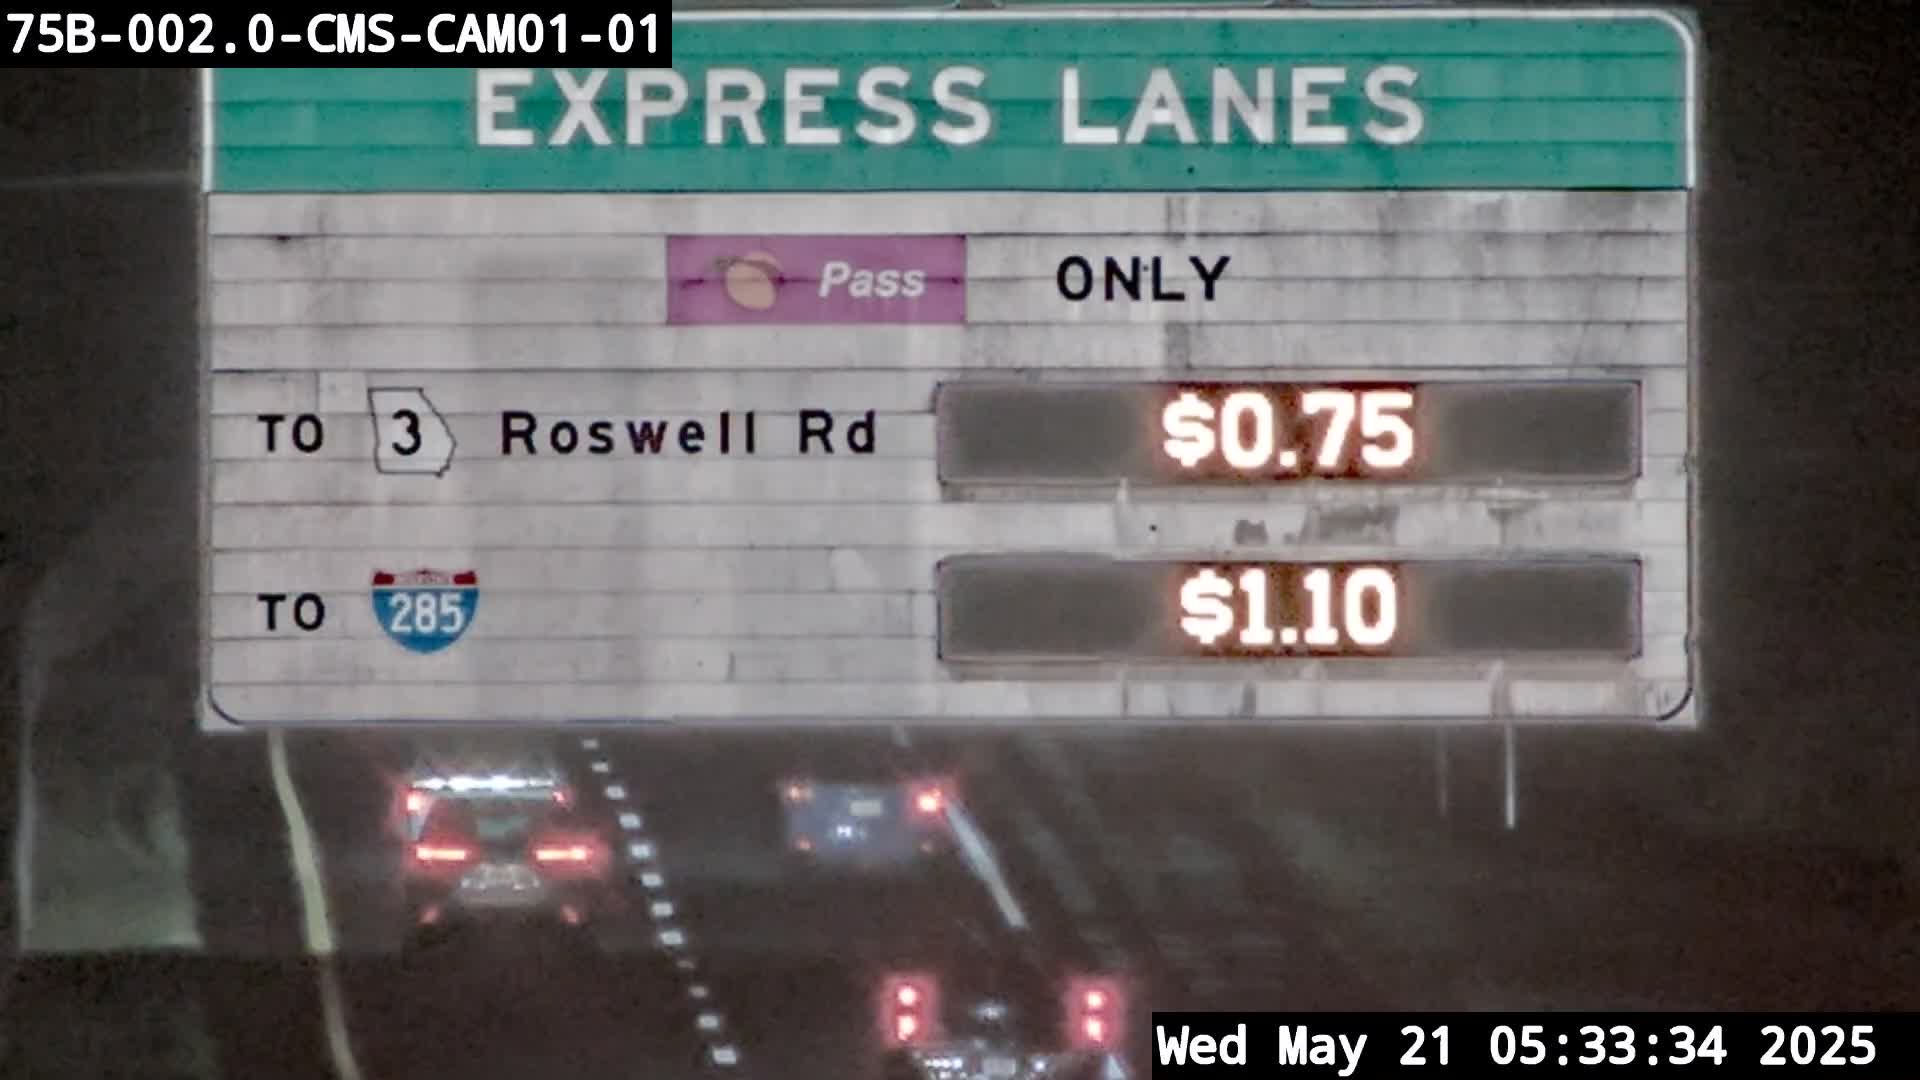 75B-002.0-CMS-CAM01-01
EXPRESS LANES
Pass ONLY
TO 3 Roswell Rd $0.75
TO 285 $1.10
Wed May 21 05:33:34 2025